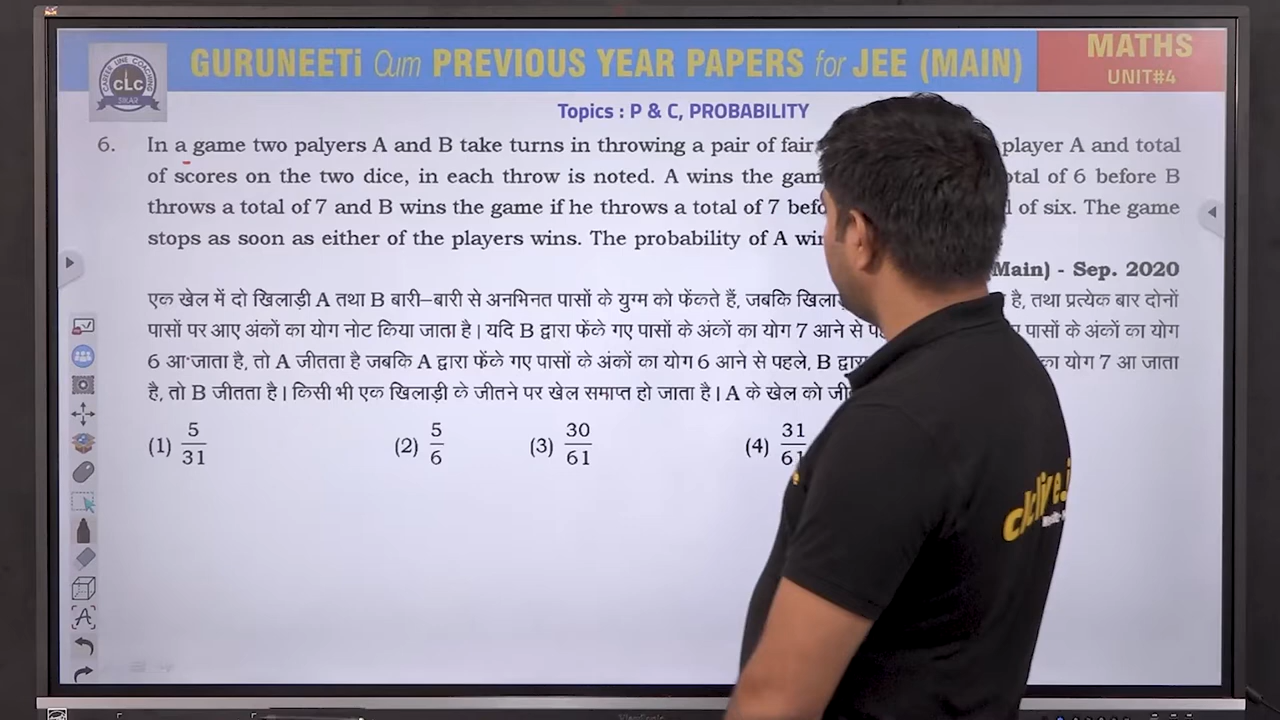 CAREER LINE COACHING
CLC
SIKAR
GURUNEETi Cum PREVIOUS YEAR PAPERS for JEE (MAIN)
MATHS
UNIT#4
Topics : P & C, PROBABILITY
6. In a game two palyers A and B take turns in throwing a pair of fair player A and total
of scores on the two dice, in each throw is noted. A wins the gam otal of 6 before B
throws a total of 7 and B wins the game if he throws a total of 7 befo l of six. The game
stops as soon as either of the players wins. The probability of A win
(Main) - Sep. 2020
एक खेल में दो खिलाड़ी A तथा B बारी–बारी से अनभिनत पासों के युग्म को फेंकते हैं, जबकि है, तथा प्रत्येक बार दोनों
पासों पर आए अंकों का योग नोट किया जाता है। यदि B द्वारा फेंके गए पासों के अंकों का योग 7 आने से पासों के अंकों का योग
6 आ जाता है, तो A जीतता है जबकि A द्वारा फेंके गए पासों के अंकों का योग 6 आने से पहले, B का योग 7 आ जाता
है, तो B जीतता है। किसी भी एक खिलाड़ी के जीतने पर खेल समाप्त हो जाता है। A के खेल को
(1) 5/31 (2) 5/6 (3) 30/61 (4) 31/61
clclive.i
ViewSonic